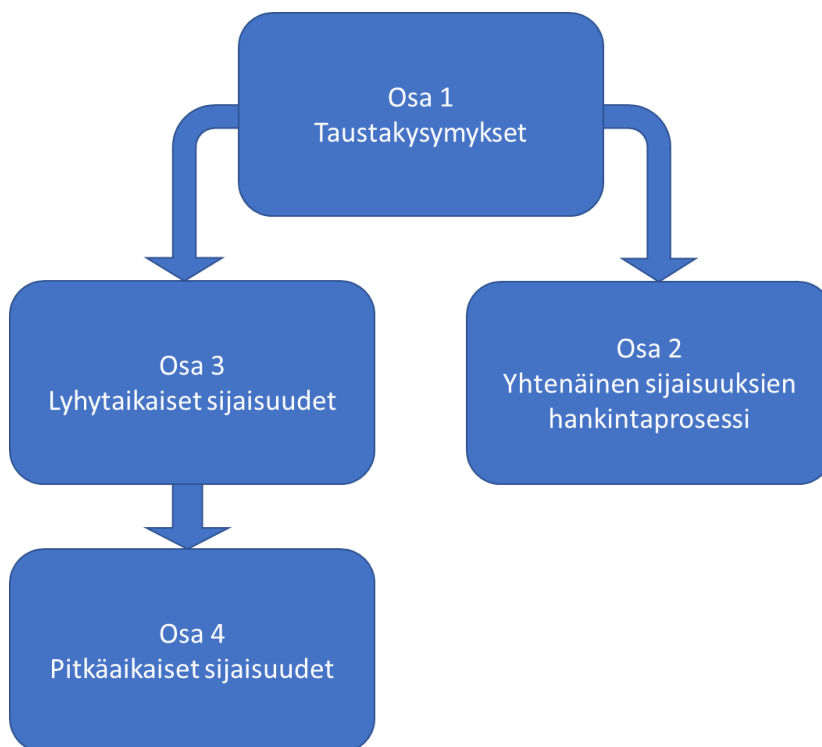 Osa 1
Taustakysymykset
Osa 3
Lyhytaikaiset sijaisuudet
Osa 2
Yhtenäinen sijaisuuksien
hankintaprosessi
Osa 4
Pitkäaikaiset sijaisuudet